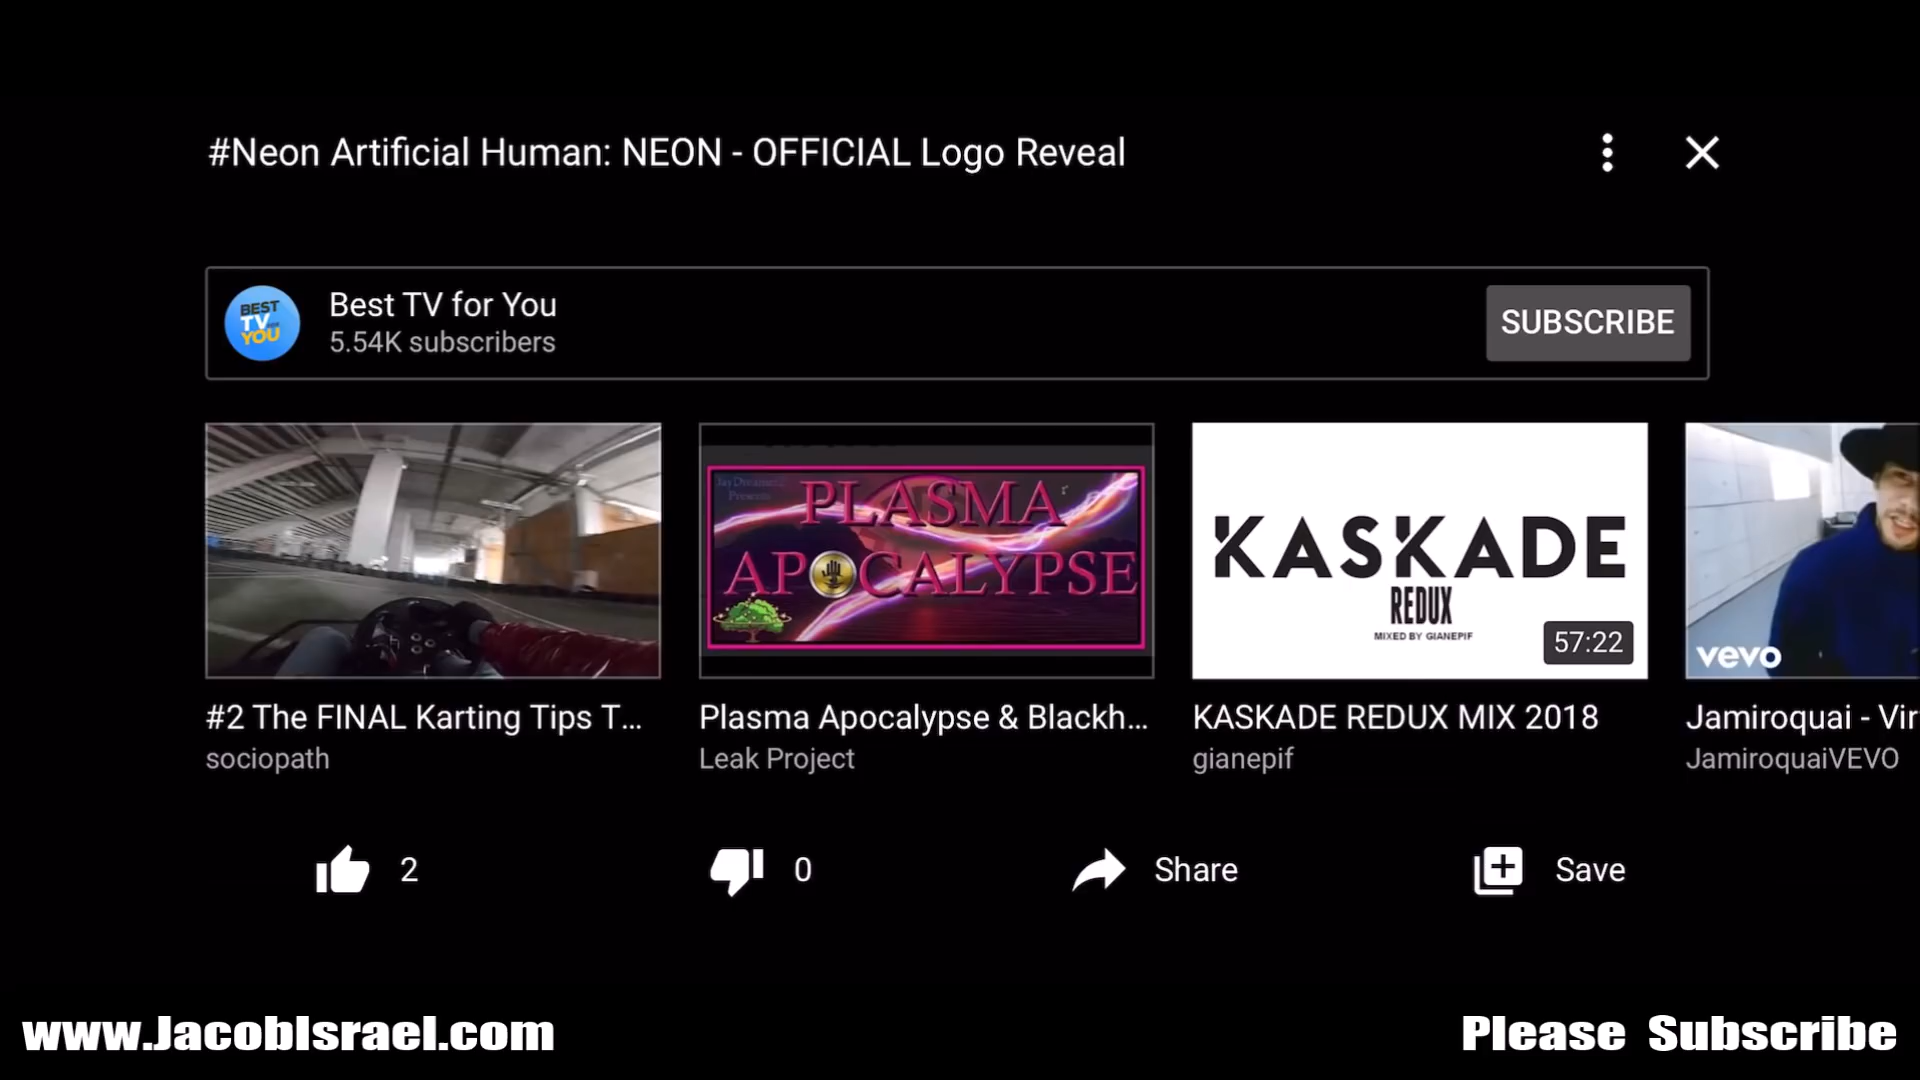 #Neon Artificial Human: NEON - OFFICIAL Logo Reveal
BEST
TV
YOU
Best TV for You
5.54K subscribers
SUBSCRIBE
Presents
PLASMA
APOCALYPSE
KASKADE
REDUX
MIXED BY GIANEPIF
57:22
vevo
#2 The FINAL Karting Tips T...
sociopath
Plasma Apocalypse & Blackh...
Leak Project
KASKADE REDUX MIX 2018
gianepif
Jamiroquai - Vir
JamiroquaiVEVO
2
0
Share
Save
www.JacobIsrael.com
Please Subscribe